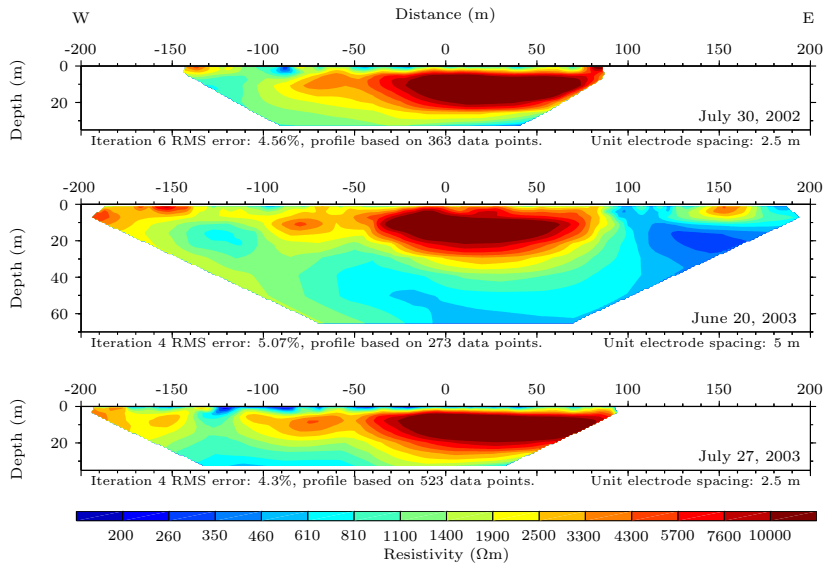 W Distance (m) E
-200 -150 -100 -50 0 50 100 150 200
Depth (m)
0
20
July 30, 2002
Iteration 6 RMS error: 4.56%, profile based on 363 data points. Unit electrode spacing: 2.5 m
-200 -150 -100 -50 0 50 100 150 200
Depth (m)
0
20
40
60
June 20, 2003
Iteration 4 RMS error: 5.07%, profile based on 273 data points. Unit electrode spacing: 5 m
-200 -150 -100 -50 0 50 100 150 200
Depth (m)
0
20
July 27, 2003
Iteration 4 RMS error: 4.3%, profile based on 523 data points. Unit electrode spacing: 2.5 m
200 260 350 460 610 810 1100 1400 1900 2500 3300 4300 5700 7600 10000
Resistivity (Ωm)